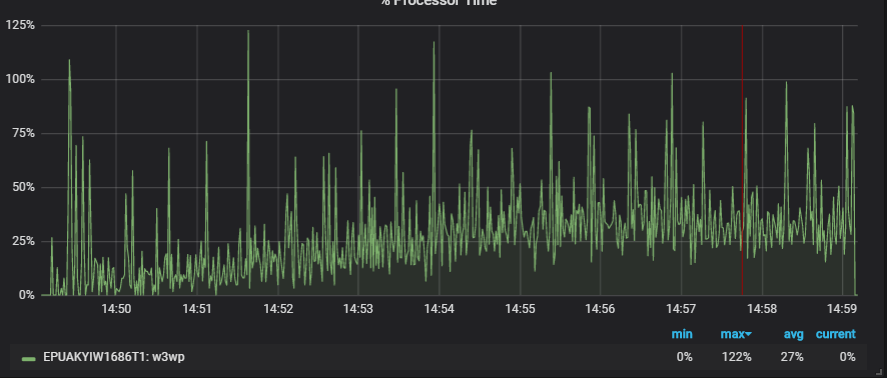 % Processor Time
125%
100%
75%
50%
25%
0%
14:50 14:51 14:52 14:53 14:54 14:55 14:56 14:57 14:58 14:59
min max avg current
EPUAKYIW1686T1: w3wp 0% 122% 27% 0%